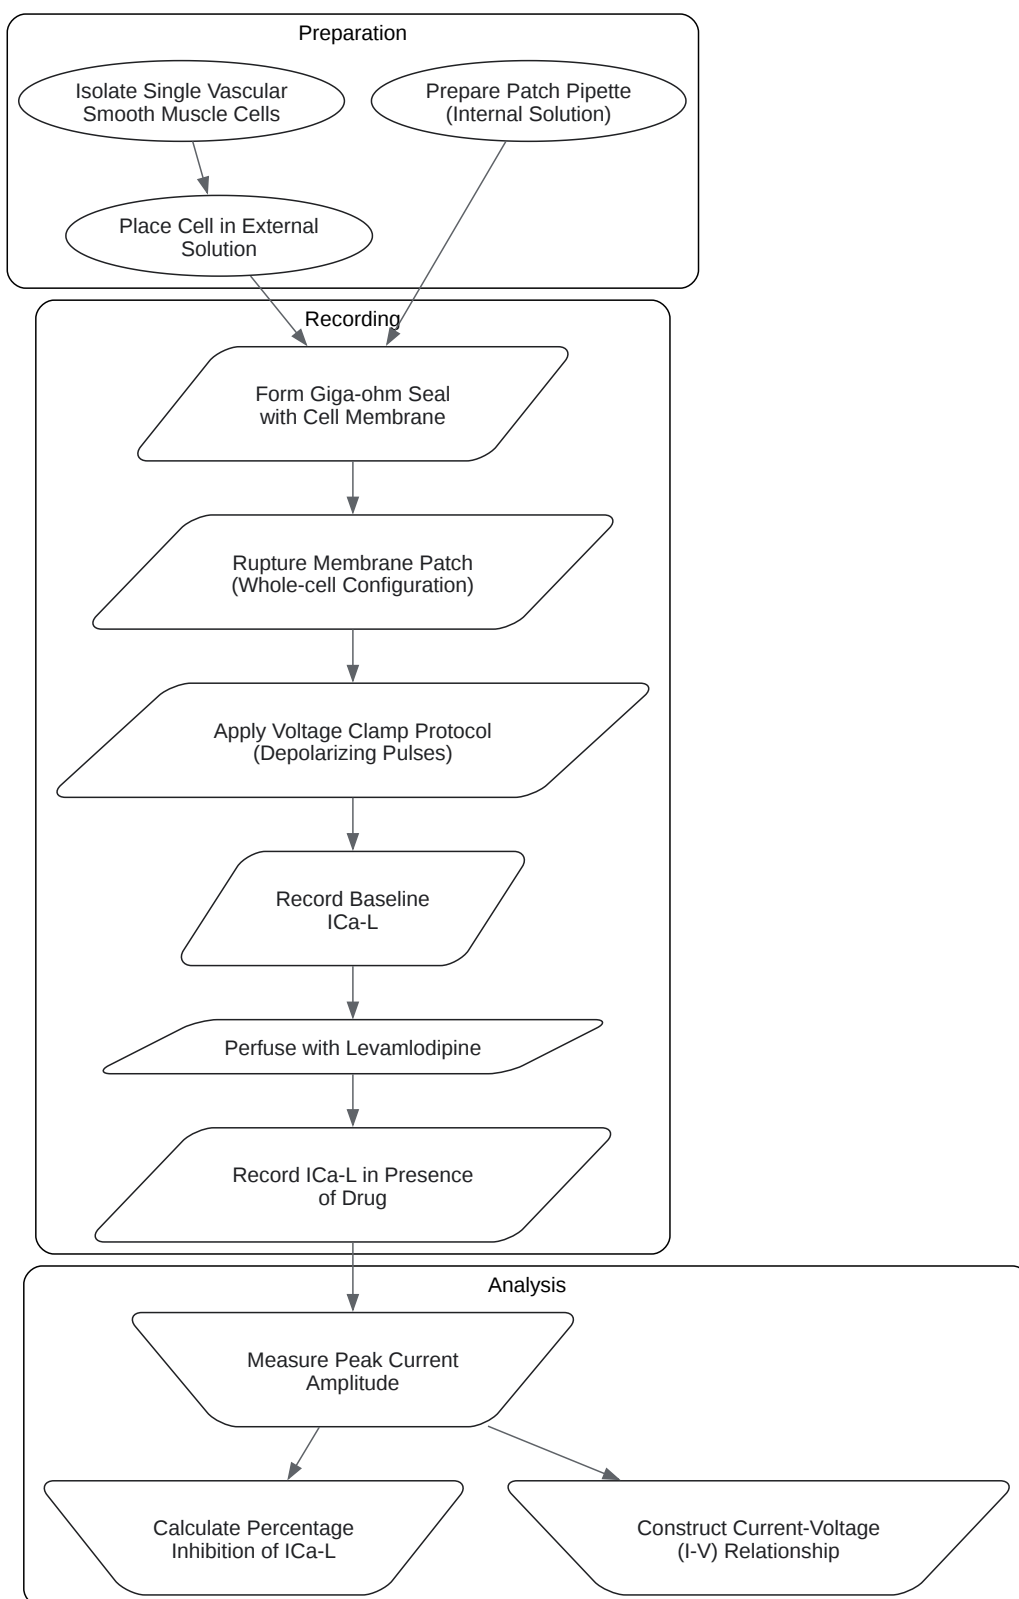 Preparation
Isolate Single Vascular
Smooth Muscle Cells
Prepare Patch Pipette
(Internal Solution)
Place Cell in External
Solution
Recording
Form Giga-ohm Seal
with Cell Membrane
Rupture Membrane Patch
(Whole-cell Configuration)
Apply Voltage Clamp Protocol
(Depolarizing Pulses)
Record Baseline
ICa-L
Perfuse with Levamlodipine
Record ICa-L in Presence
of Drug
Analysis
Measure Peak Current
Amplitude
Calculate Percentage
Inhibition of ICa-L
Construct Current-Voltage
(I-V) Relationship